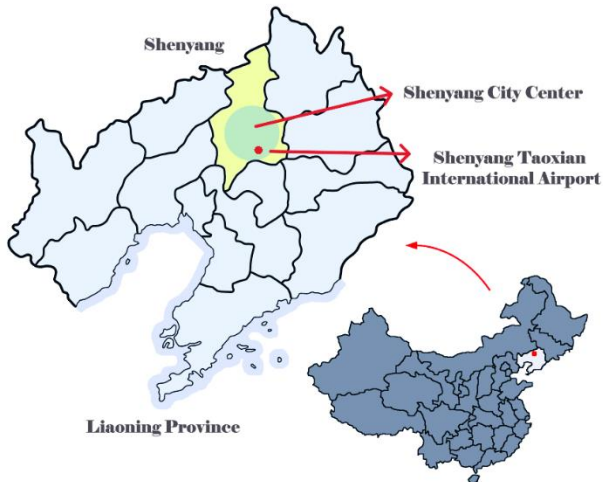 Shenyang
Shenyang City Center
Shenyang Taoxian
International Airport
Liaoning Province